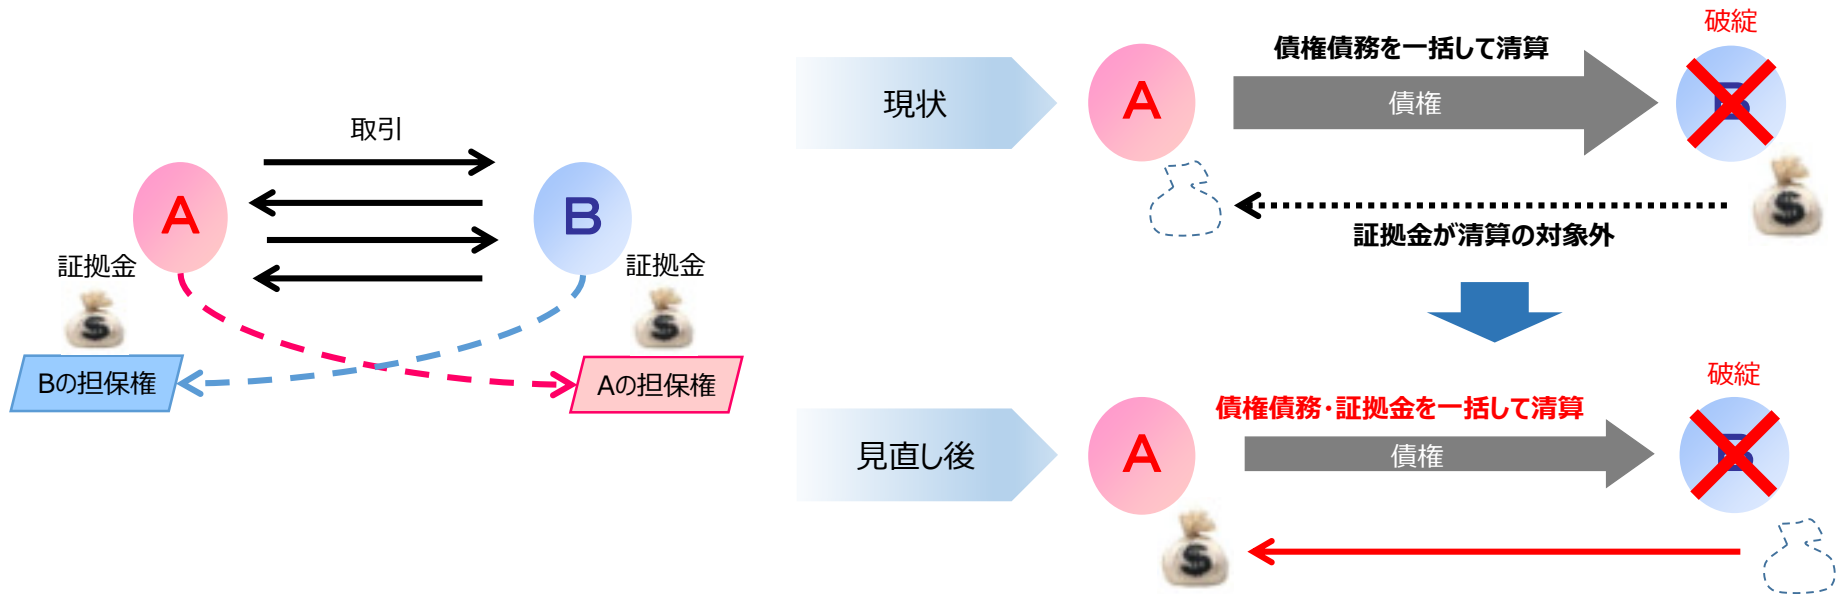 取引
A
B
証拠金
証拠金
$
$
Bの担保権
Aの担保権
現状
A
債権債務を一括して清算
債権
破綻
B
$
証拠金が清算の対象外
見直し後
A
債権債務・証拠金を一括して清算
債権
破綻
B
$